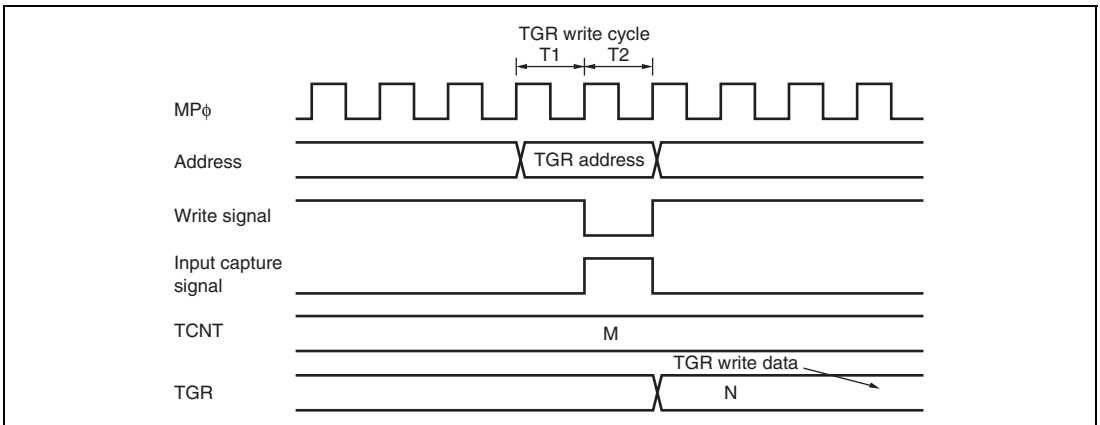 TGR write cycle
T1 T2
MPϕ
Address
TGR address
Write signal
Input capture
signal
TCNT
M
TGR write data
TGR
N